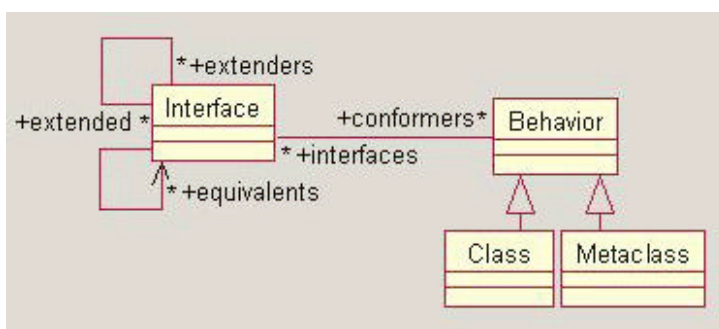 *+extenders
Interface
+extended *
+conformers*
Behavior
*+interfaces
*+equivalents
Class
Metaclass